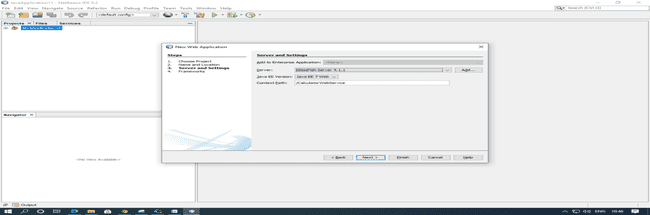 JavaApplication11 - NetBeans IDE 8.2
File Edit View Navigate Source Refactor Run Debug Profile Team Tools Window Help
Search (Ctrl+I)
<default config>
Projects Files Services
New Web Application
Steps
1. Choose Project
2. Name and Location
3. Server and Settings
4. Frameworks
Server and Settings
Add to Enterprise Application: <None>
Server: GlassFish Server 4.1.1 Add...
Java EE Version: Java EE 7 Web
Context Path: /CalculatorWebService
Navigator
<No View Available>
< Back Next > Finish Cancel Help
Output
ENG 10:46